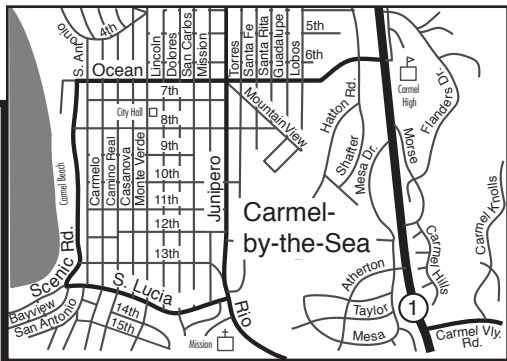 S. Antonio
4th
Lincoln
Dolores
San Carlos
Mission
Torres
Santa Fe
Santa Rita
Guadalupe
Lobos
5th
6th
Ocean
7th
City Hall
8th
9th
10th
11th
12th
13th
Carmelo
Camino Real
Casanova
Monte Verde
Junipero
Mountain View
Hatton Rd.
Shafter
Mesa Dr.
Carmel
High
Flanders Dr.
Morse
Carmel Beach
Scenic Rd.
Carmel-
by-the-Sea
Carmel Knolls
Carmel Hills
S. Lucia
Rio
Bayview
San Antonio
14th
15th
Mission
Atherton
Taylor
Mesa
1
Carmel Vly.
Rd.